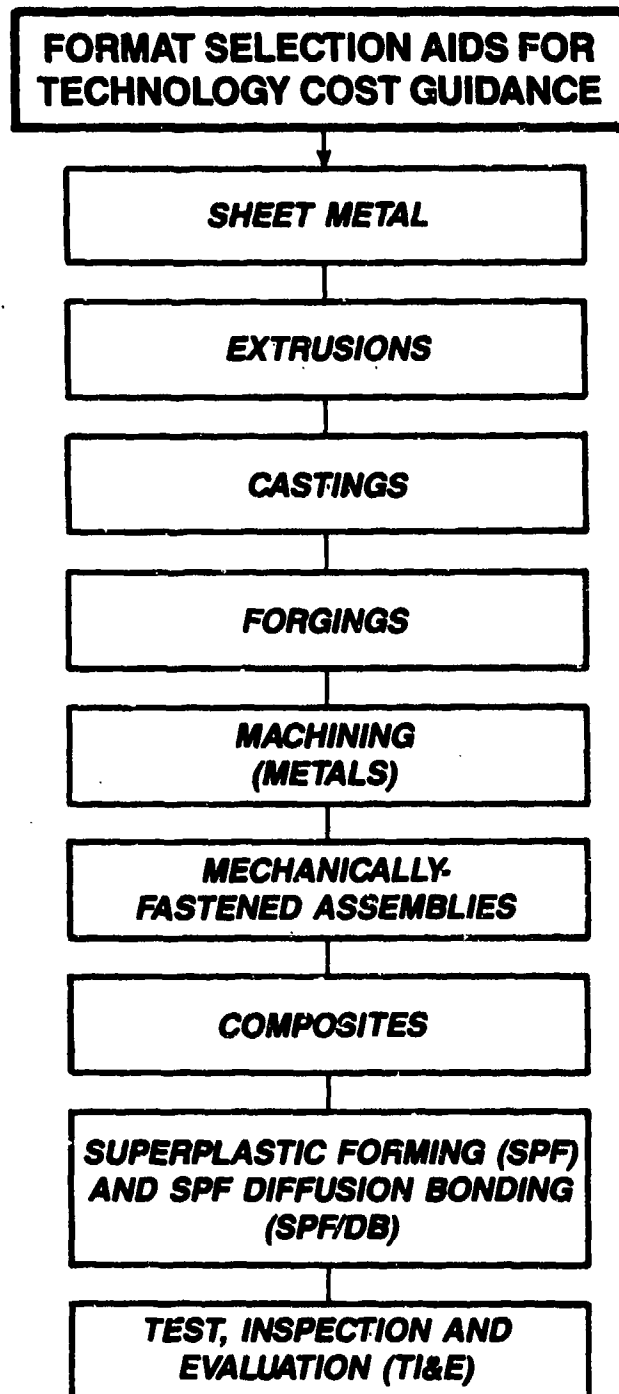 FORMAT SELECTION AIDS FOR
TECHNOLOGY COST GUIDANCE
SHEET METAL
EXTRUSIONS
CASTINGS
FORGINGS
MACHINING
(METALS)
MECHANICALLY-
FASTENED ASSEMBLIES
COMPOSITES
SUPERPLASTIC FORMING (SPF)
AND SPF DIFFUSION BONDING
(SPF/DB)
TEST, INSPECTION AND
EVALUATION (TI&E)